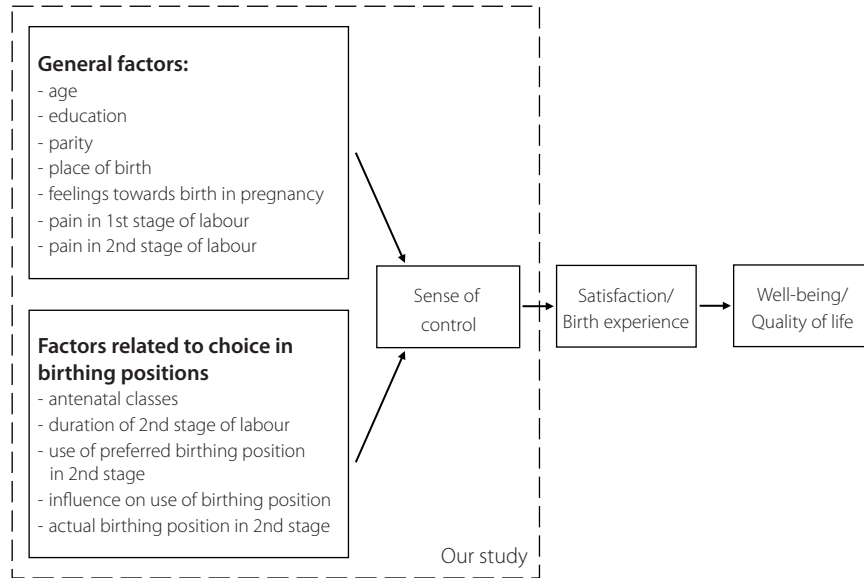 General factors:
- age
- education
- parity
- place of birth
- feelings towards birth in pregnancy
- pain in 1st stage of labour
- pain in 2nd stage of labour
Factors related to choice in
birthing positions
- antenatal classes
- duration of 2nd stage of labour
- use of preferred birthing position
in 2nd stage
- influence on use of birthing position
- actual birthing position in 2nd stage
Sense of
control
Our study
Satisfaction/
Birth experience
Well-being/
Quality of life